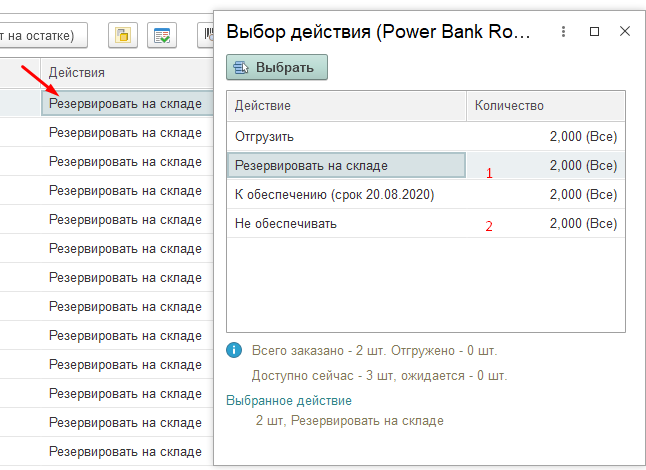 т на остатке)
Действия
Резервировать на складе
Резервировать на складе
Резервировать на складе
Резервировать на складе
Резервировать на складе
Резервировать на складе
Резервировать на складе
Резервировать на складе
Резервировать на складе
Резервировать на складе
Резервировать на складе
Резервировать на складе
Резервировать на складе
Выбор действия (Power Bank Ro...
Выбрать
Действие Количество
Отгрузить 2,000 (Все)
Резервировать на складе 1 2,000 (Все)
К обеспечению (срок 20.08.2020) 2,000 (Все)
Не обеспечивать 2 2,000 (Все)
Всего заказано - 2 шт. Отгружено - 0 шт.
Доступно сейчас - 3 шт, ожидается - 0 шт.
Выбранное действие
2 шт, Резервировать на складе